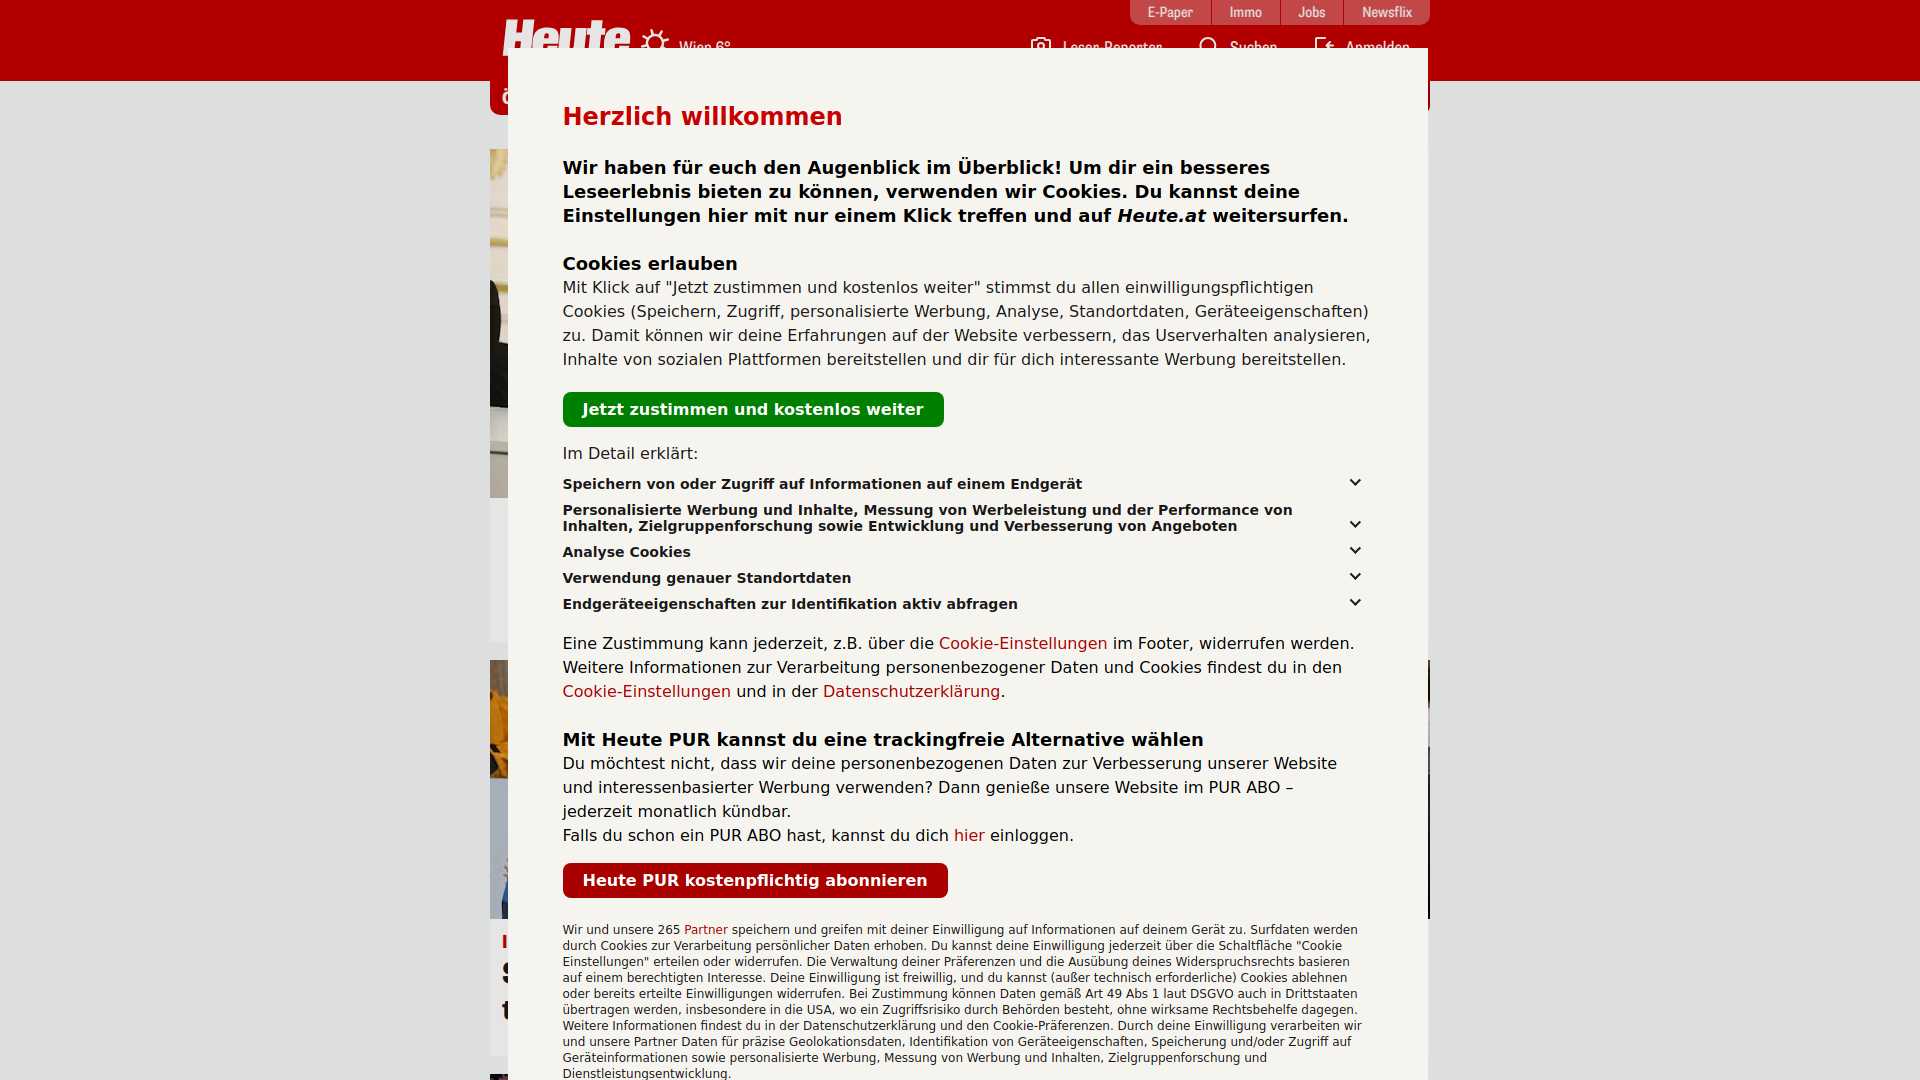 E-Paper
Immo
Jobs
Newsflix
Heute
Wien 6°
Leser-Reporter
Suchen
Anmelden
Herzlich willkommen
Wir haben für euch den Augenblick im Überblick! Um dir ein besseres
Leseerlebnis bieten zu können, verwenden wir Cookies. Du kannst deine
Einstellungen hier mit nur einem Klick treffen und auf Heute.at weitersurfen.
Cookies erlauben
Mit Klick auf "Jetzt zustimmen und kostenlos weiter" stimmst du allen einwilligungspflichtigen
Cookies (Speichern, Zugriff, personalisierte Werbung, Analyse, Standortdaten, Geräteeigenschaften)
zu. Damit können wir deine Erfahrungen auf der Website verbessern, das Userverhalten analysieren,
Inhalte von sozialen Plattformen bereitstellen und dir für dich interessante Werbung bereitstellen.
Jetzt zustimmen und kostenlos weiter
Im Detail erklärt:
Speichern von oder Zugriff auf Informationen auf einem Endgerät
Personalisierte Werbung und Inhalte, Messung von Werbeleistung und der Performance von
Inhalten, Zielgruppenforschung sowie Entwicklung und Verbesserung von Angeboten
Analyse Cookies
Verwendung genauer Standortdaten
Endgeräteeigenschaften zur Identifikation aktiv abfragen
Eine Zustimmung kann jederzeit, z.B. über die Cookie-Einstellungen im Footer, widerrufen werden.
Weitere Informationen zur Verarbeitung personenbezogener Daten und Cookies findest du in den
Cookie-Einstellungen und in der Datenschutzerklärung.
Mit Heute PUR kannst du eine trackingfreie Alternative wählen
Du möchtest nicht, dass wir deine personenbezogenen Daten zur Verbesserung unserer Website
und interessenbasierter Werbung verwenden? Dann genieße unsere Website im PUR ABO –
jederzeit monatlich kündbar.
Falls du schon ein PUR ABO hast, kannst du dich hier einloggen.
Heute PUR kostenpflichtig abonnieren
Wir und unsere 265 Partner speichern und greifen mit deiner Einwilligung auf Informationen auf deinem Gerät zu. Surfdaten werden
durch Cookies zur Verarbeitung persönlicher Daten erhoben. Du kannst deine Einwilligung jederzeit über die Schaltfläche "Cookie
Einstellungen" erteilen oder widerrufen. Die Verwaltung deiner Präferenzen und die Ausübung deines Widerspruchsrechts basieren
auf einem berechtigten Interesse. Deine Einwilligung ist freiwillig, und du kannst (außer technisch erforderliche) Cookies ablehnen
oder bereits erteilte Einwilligungen widerrufen. Bei Zustimmung können Daten gemäß Art 49 Abs 1 laut DSGVO auch in Drittstaaten
übertragen werden, insbesondere in die USA, wo ein Zugriffsrisiko durch Behörden besteht, ohne wirksame Rechtsbehelfe dagegen.
Weitere Informationen findest du in der Datenschutzerklärung und den Cookie-Präferenzen. Durch deine Einwilligung verarbeiten wir
und unsere Partner Daten für präzise Geolokationsdaten, Identifikation von Geräteeigenschaften, Speicherung und/oder Zugriff auf
Geräteinformationen sowie personalisierte Werbung, Messung von Werbung und Inhalten, Zielgruppenforschung und
Dienstleistungsentwicklung.